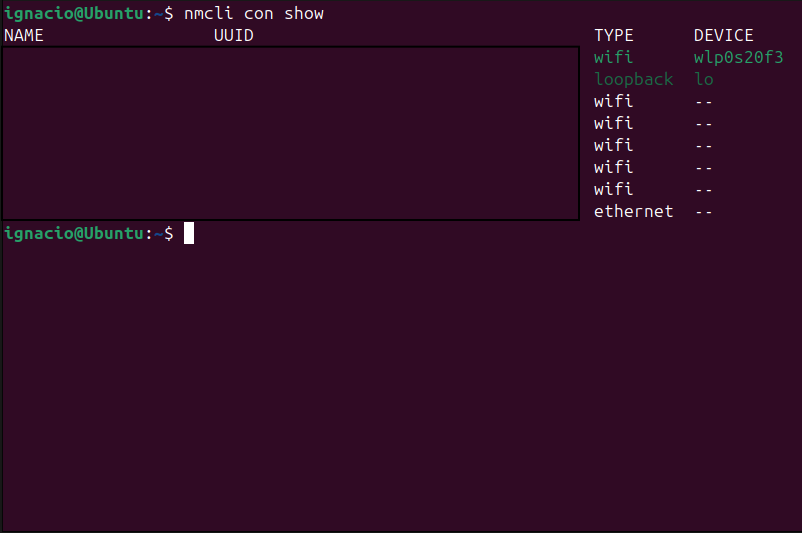 ignacio@Ubuntu:~$ nmcli con show
NAME UUID TYPE DEVICE
wifi wlp0s20f3
loopback lo
wifi --
wifi --
wifi --
wifi --
wifi --
ethernet --
ignacio@Ubuntu:~$